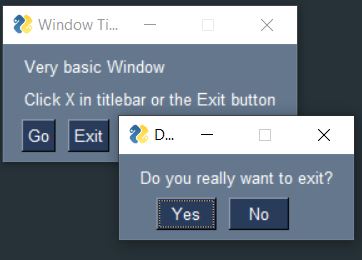 Window Ti...
Very basic Window
Click X in titlebar or the Exit button
Go Exit
D...
Do you really want to exit?
Yes No